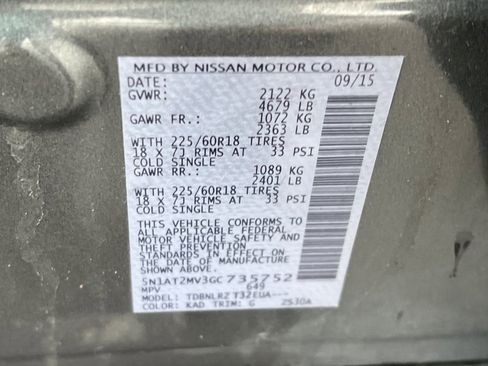 MFD BY NISSAN MOTOR CO., LTD.
DATE: 09/15
GVWR: 2122 KG
4679 LB
GAWR FR.: 1072 KG
2363 LB
WITH 225/60R18 TIRES
18 X 7J RIMS AT 33 PSI
COLD SINGLE
GAWR RR.: 1089 KG
2401 LB
WITH 225/60R18 TIRES
18 X 7J RIMS AT 33 PSI
COLD SINGLE
THIS VEHICLE CONFORMS TO
ALL APPLICABLE FEDERAL
MOTOR VEHICLE SAFETY AND
THEFT PREVENTION
STANDARDS IN EFFECT ON
THE DATE OF MANUFACTURE
SHOWN ABOVE.
5N1AT2MV3GC735752
MPV 649
MODEL: TDBNLRZ T32EUA---
COLOR: KAD TRIM: G 2530A